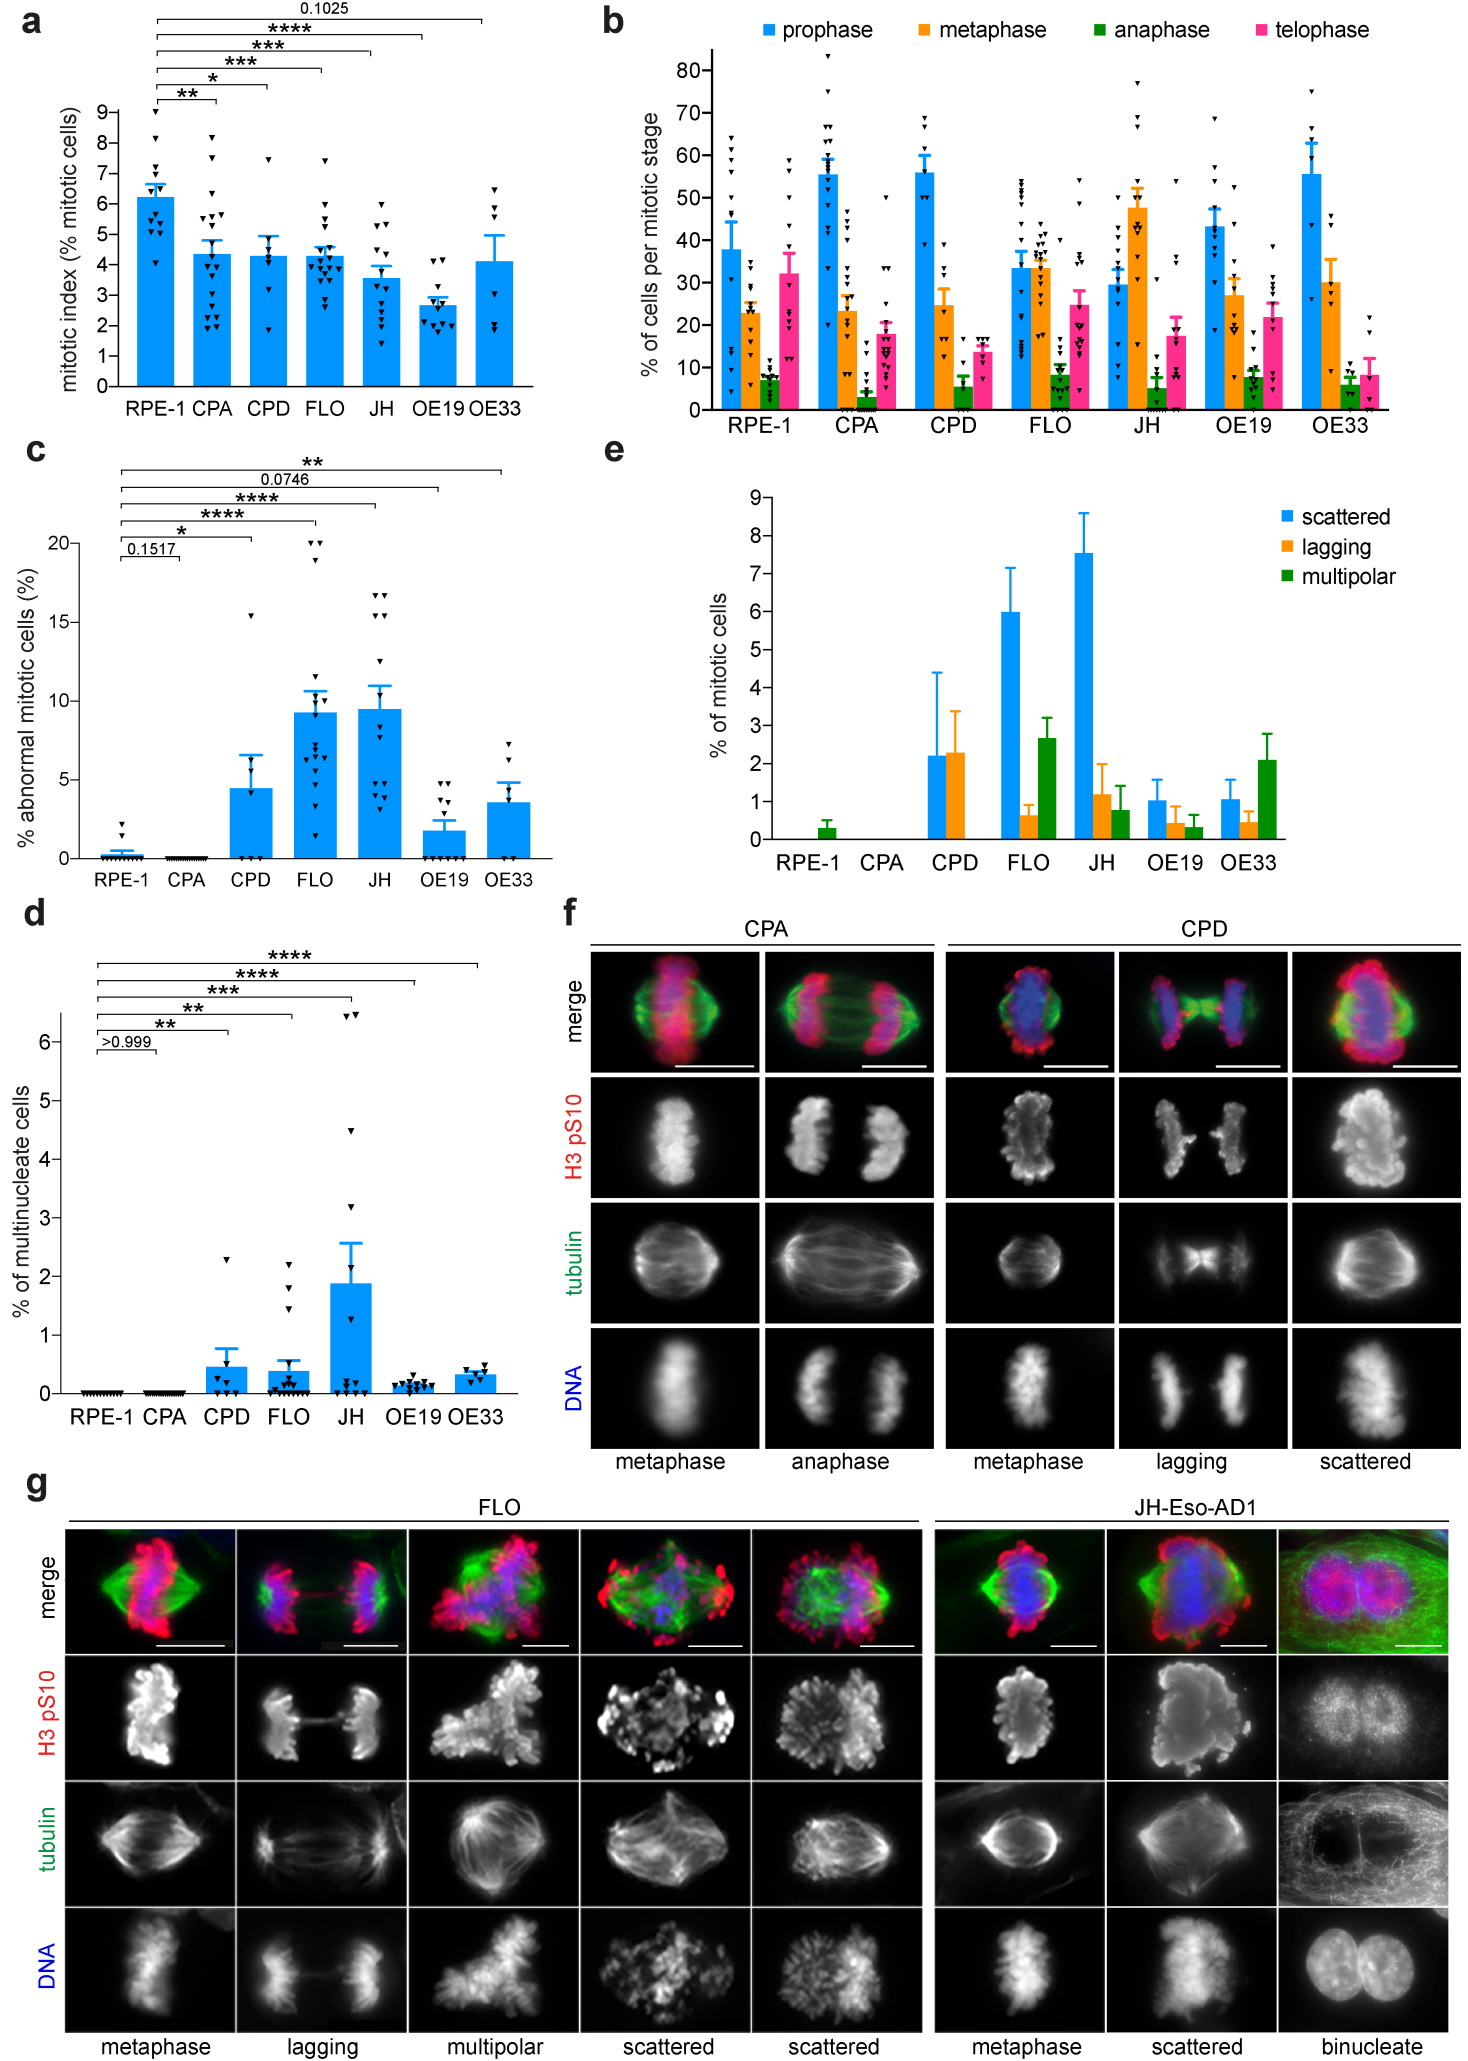 a
0.1025
****
***
***
*
**
mitotic index (% mitotic cells)
9
8
7
6
5
4
3
2
1
0
RPE-1 CPA CPD FLO JH OE19 OE33
b
prophase metaphase anaphase telophase
% of cells per mitotic stage
80
70
60
50
40
30
20
10
0
RPE-1 CPA CPD FLO JH OE19 OE33
c
**
0.0746
****
****
*
0.1517
% abnormal mitotic cells (%)
20
15
10
5
0
RPE-1 CPA CPD FLO JH OE19 OE33
e
% of mitotic cells
9
8
7
6
5
4
3
2
1
0
scattered
lagging
multipolar
RPE-1 CPA CPD FLO JH OE19 OE33
d
****
****
***
**
**
>0.999
% of multinucleate cells
6
5
4
3
2
1
0
RPE-1 CPA CPD FLO JH OE19 OE33
f
CPA CPD
merge
H3 pS10
tubulin
DNA
metaphase anaphase metaphase lagging scattered
g
FLO JH-Eso-AD1
merge
H3 pS10
tubulin
DNA
metaphase lagging multipolar scattered scattered metaphase scattered binucleate